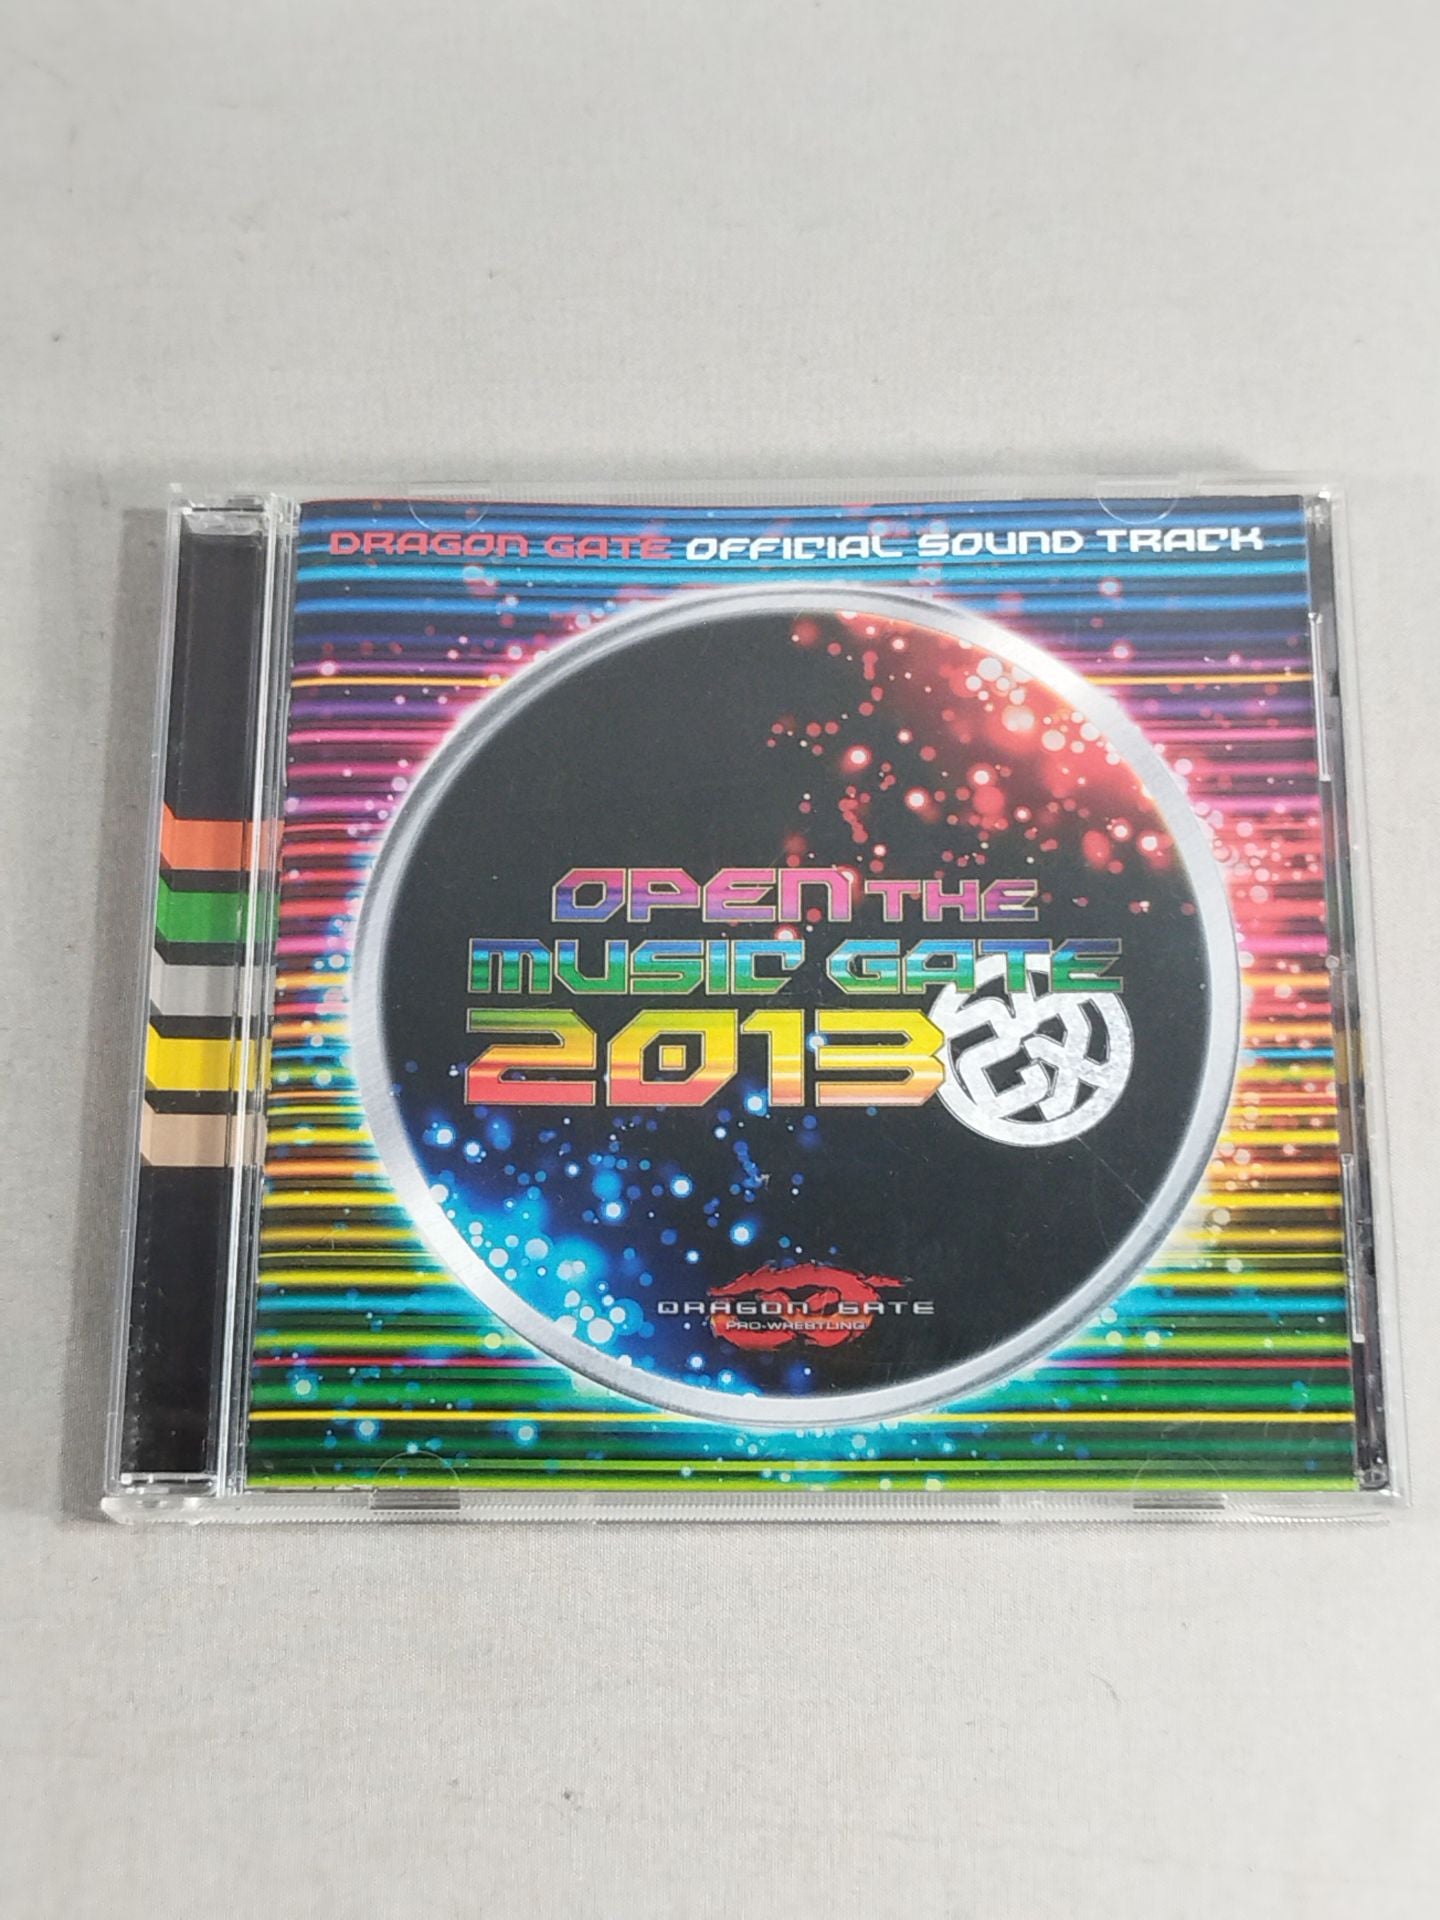 DRAGON GATE OFFICIAL SOUND TRACK
OPEN THE
MUSIC GATE
2013 改
DRAGON GATE
PRO-WRESTLING